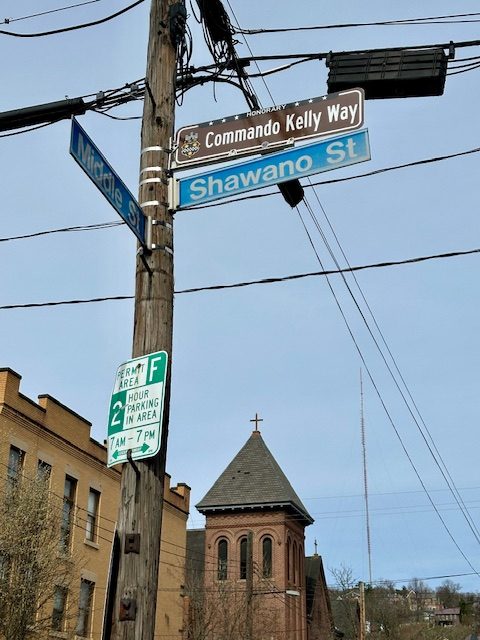 HONORARY
Commando Kelly Way
Shawano St
Middle St
PERMIT
AREA F
2 HOUR
PARKING
IN AREA
7AM - 7PM